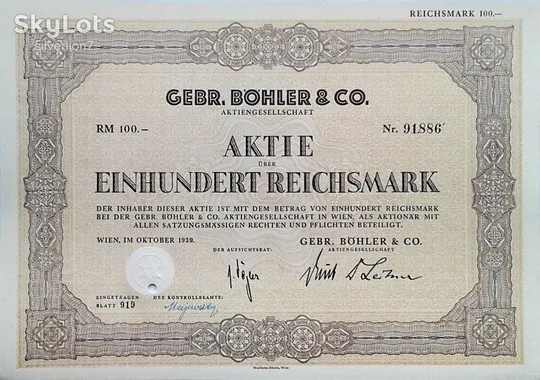 SkyLots
silverlion7
REICHSMARK 100.—
GEBR. BÖHLER & CO.
AKTIENGESELLSCHAFT
RM 100.— Nr. 91886
AKTIE
ÜBER
EINHUNDERT REICHSMARK
DER INHABER DIESER AKTIE IST MIT DEM BETRAG VON EINHUNDERT REICHSMARK
BEI DER GEBR. BÖHLER & CO. AKTIENGESELLSCHAFT IN WIEN, ALS AKTIONÄR MIT
ALLEN SATZUNGSMÄSSIGEN RECHTEN UND PFLICHTEN BETEILIGT.
WIEN, IM OKTOBER 1939.
DER AUFSICHTSRAT: GEBR. BÖHLER & CO.
AKTIENGESELLSCHAFT
EINGETRAGEN DER KONTROLLBEAMTE:
BLATT 919